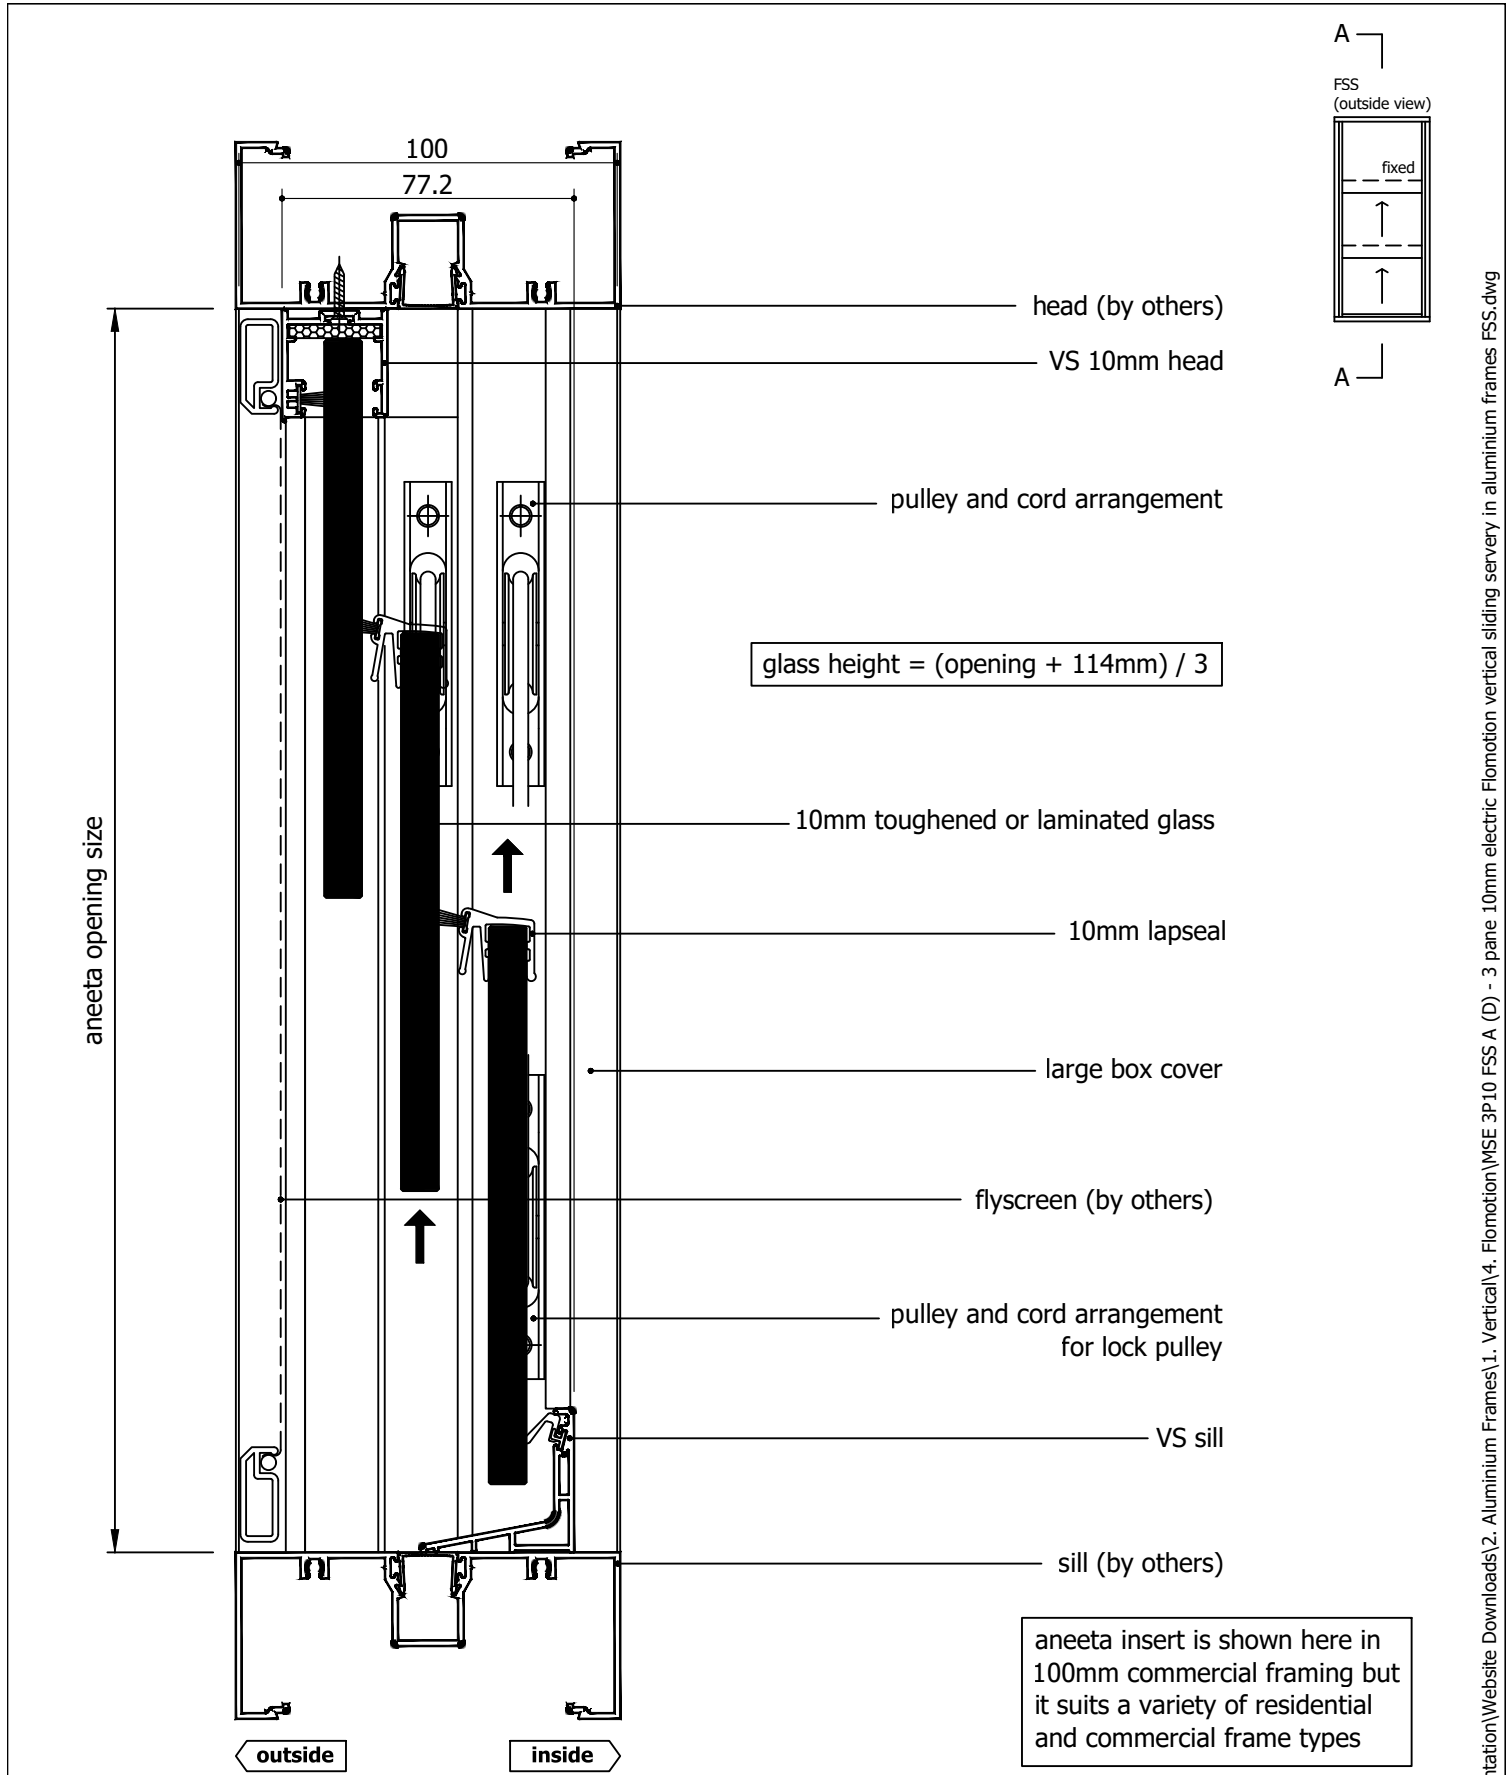 A
FSS
(outside view)
fixed
A
100
77.2
head (by others)
VS 10mm head
pulley and cord arrangement
glass height = (opening + 114mm) / 3
10mm toughened or laminated glass
10mm lapseal
aneeta opening size
large box cover
flyscreen (by others)
pulley and cord arrangement
for lock pulley
VS sill
sill (by others)
aneeta insert is shown here in
100mm commercial framing but
it suits a variety of residential
and commercial frame types
outside
inside
ntation\Website Downloads\2. Aluminium Frames\1. Vertical\4. Flomotion\MSE 3P10 FSS A (D) - 3 pane 10mm electric Flomotion vertical sliding servery in aluminium frames FSS.dwg